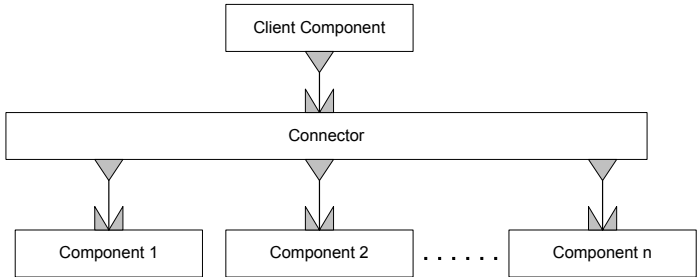 Client Component
Connector
Component 1
Component 2
. . . . . .
Component n